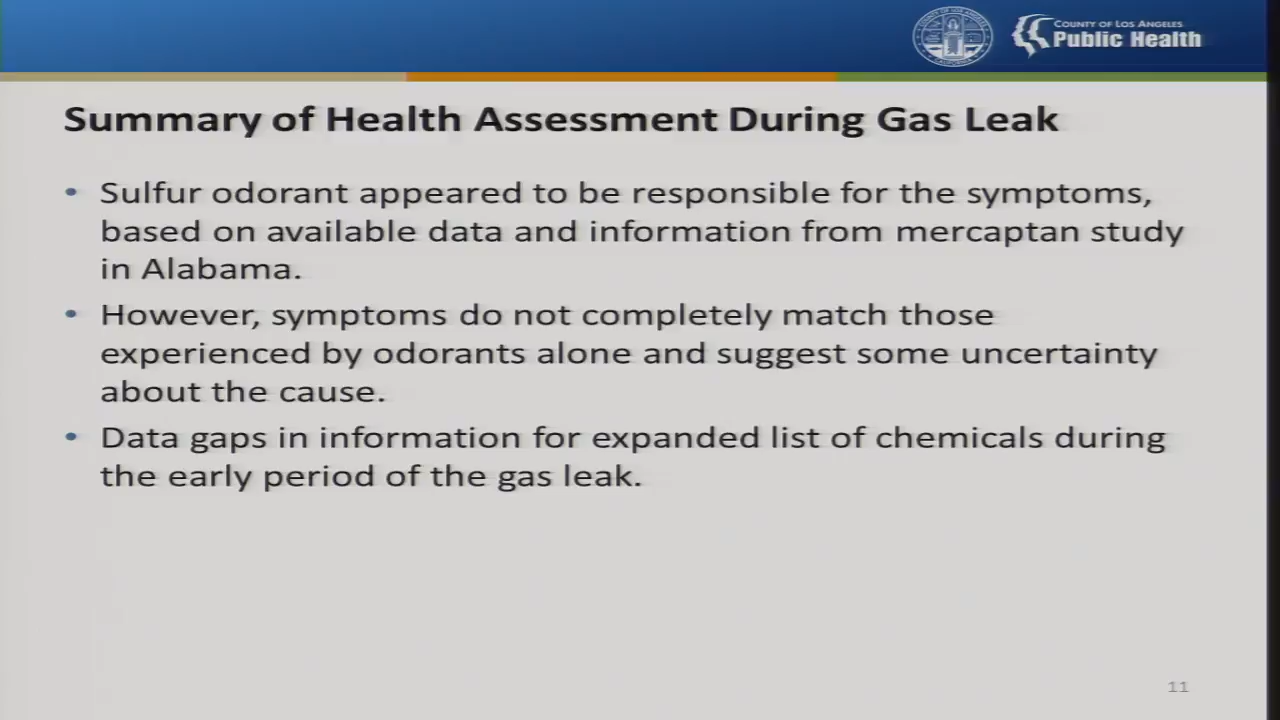 COUNTY OF LOS ANGELES
Public Health
Summary of Health Assessment During Gas Leak
• Sulfur odorant appeared to be responsible for the symptoms,
based on available data and information from mercaptan study
in Alabama.
• However, symptoms do not completely match those
experienced by odorants alone and suggest some uncertainty
about the cause.
• Data gaps in information for expanded list of chemicals during
the early period of the gas leak.
11